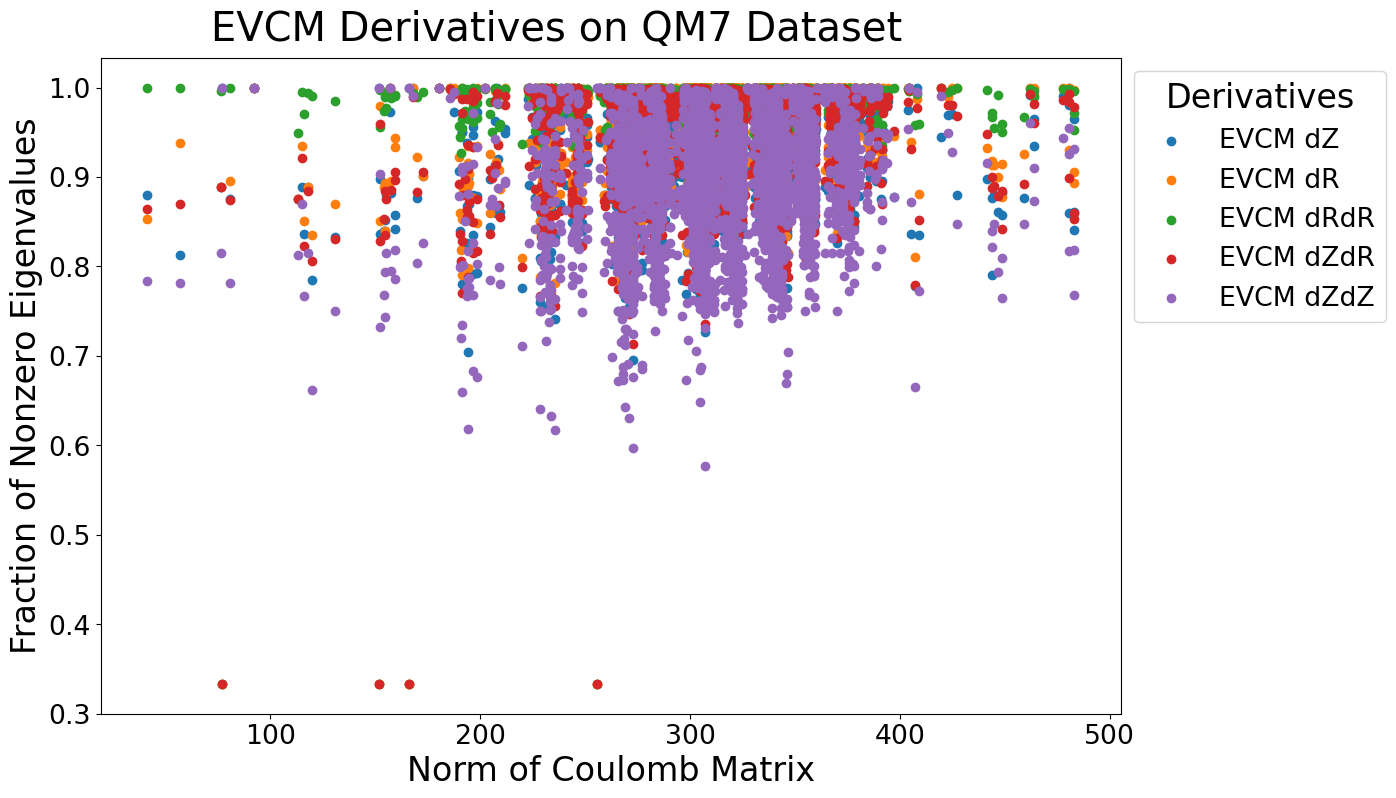 EVCM Derivatives on QM7 Dataset
Fraction of Nonzero Eigenvalues
1.0
0.9
0.8
0.7
0.6
0.5
0.4
0.3
100
200
300
400
500
Norm of Coulomb Matrix
Derivatives
EVCM dZ
EVCM dR
EVCM dRdR
EVCM dZdR
EVCM dZdZ